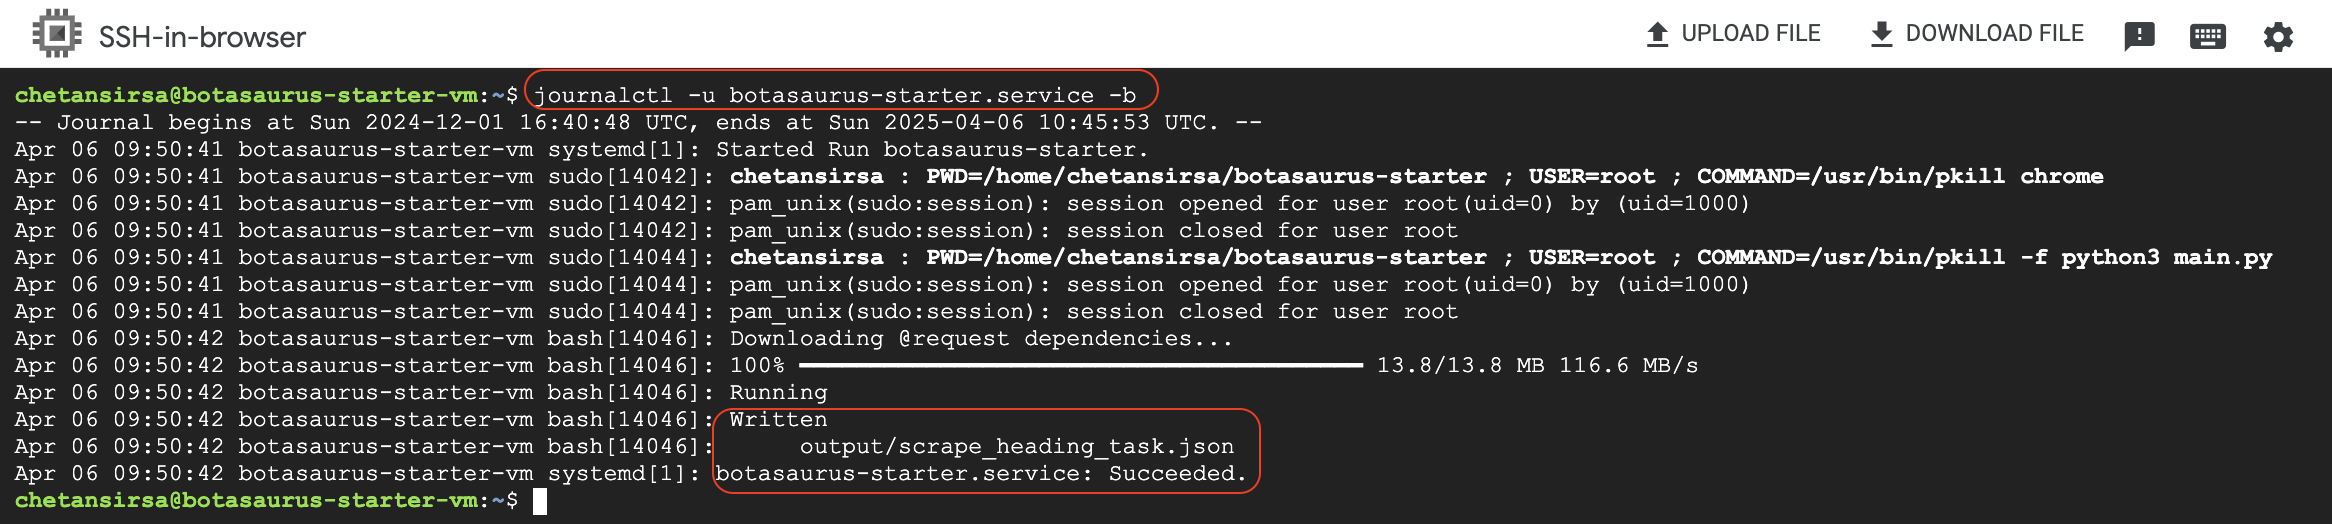 SSH-in-browser
UPLOAD FILE
DOWNLOAD FILE
chetansirsa@botasaurus-starter-vm:~$ journalctl -u botasaurus-starter.service -b
-- Journal begins at Sun 2024-12-01 16:40:48 UTC, ends at Sun 2025-04-06 10:45:53 UTC. --
Apr 06 09:50:41 botasaurus-starter-vm systemd[1]: Started Run botasaurus-starter.
Apr 06 09:50:41 botasaurus-starter-vm sudo[14042]: chetansirsa : PWD=/home/chetansirsa/botasaurus-starter ; USER=root ; COMMAND=/usr/bin/pkill chrome
Apr 06 09:50:41 botasaurus-starter-vm sudo[14042]: pam_unix(sudo:session): session opened for user root(uid=0) by (uid=1000)
Apr 06 09:50:41 botasaurus-starter-vm sudo[14042]: pam_unix(sudo:session): session closed for user root
Apr 06 09:50:41 botasaurus-starter-vm sudo[14044]: chetansirsa : PWD=/home/chetansirsa/botasaurus-starter ; USER=root ; COMMAND=/usr/bin/pkill -f python3 main.py
Apr 06 09:50:41 botasaurus-starter-vm sudo[14044]: pam_unix(sudo:session): session opened for user root(uid=0) by (uid=1000)
Apr 06 09:50:41 botasaurus-starter-vm sudo[14044]: pam_unix(sudo:session): session closed for user root
Apr 06 09:50:42 botasaurus-starter-vm bash[14046]: Downloading @request dependencies...
Apr 06 09:50:42 botasaurus-starter-vm bash[14046]: 100% ━━━━━━━━━━━━━━━━━━━━━━━━━━━━━━━━━━━━━━━━ 13.8/13.8 MB 116.6 MB/s
Apr 06 09:50:42 botasaurus-starter-vm bash[14046]: Running
Apr 06 09:50:42 botasaurus-starter-vm bash[14046]: Written
Apr 06 09:50:42 botasaurus-starter-vm bash[14046]:      output/scrape_heading_task.json
Apr 06 09:50:42 botasaurus-starter-vm systemd[1]: botasaurus-starter.service: Succeeded.
chetansirsa@botasaurus-starter-vm:~$